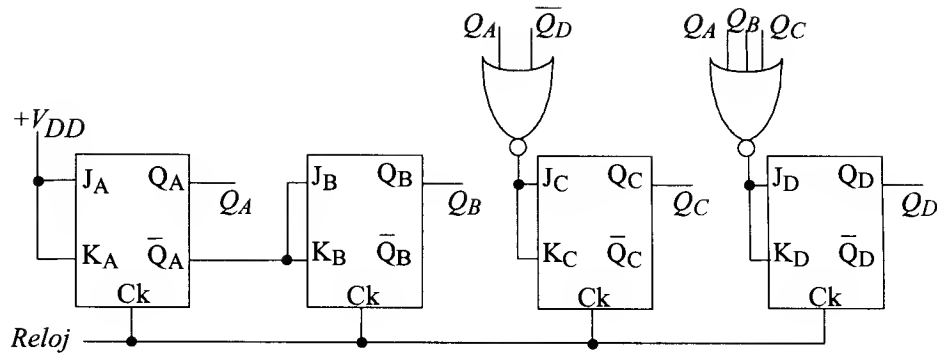 Q_A Q̅_D Q_A Q_B Q_C
+V_DD
J_A Q_A Q_A K_A Q̅_A Ck
J_B Q_B Q_B K_B Q̅_B Ck
J_C Q_C Q_C K_C Q̅_C Ck
J_D Q_D Q_D K_D Q̅_D Ck
Reloj